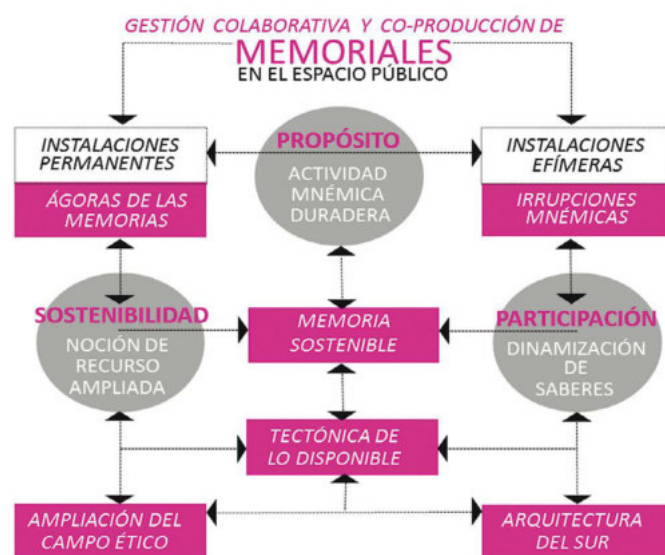 GESTIÓN COLABORATIVA Y CO-PRODUCCIÓN DE
MEMORIALES
EN EL ESPACIO PÚBLICO
INSTALACIONES
PERMANENTES
ÁGORAS DE LAS
MEMORIAS
PROPÓSITO
ACTIVIDAD
MNÉMICA
DURADERA
INSTALACIONES
EFÍMERAS
IRRUPCIONES
MNÉMICAS
SOSTENIBILIDAD
NOCIÓN DE
RECURSO
AMPLIADA
MEMORIA
SOSTENIBLE
PARTICIPACIÓN
DINAMIZACIÓN
DE
SABERES
TECTÓNICA DE
LO DISPONIBLE
AMPLIACIÓN DEL
CAMPO ÉTICO
ARQUITECTURA
DEL SUR